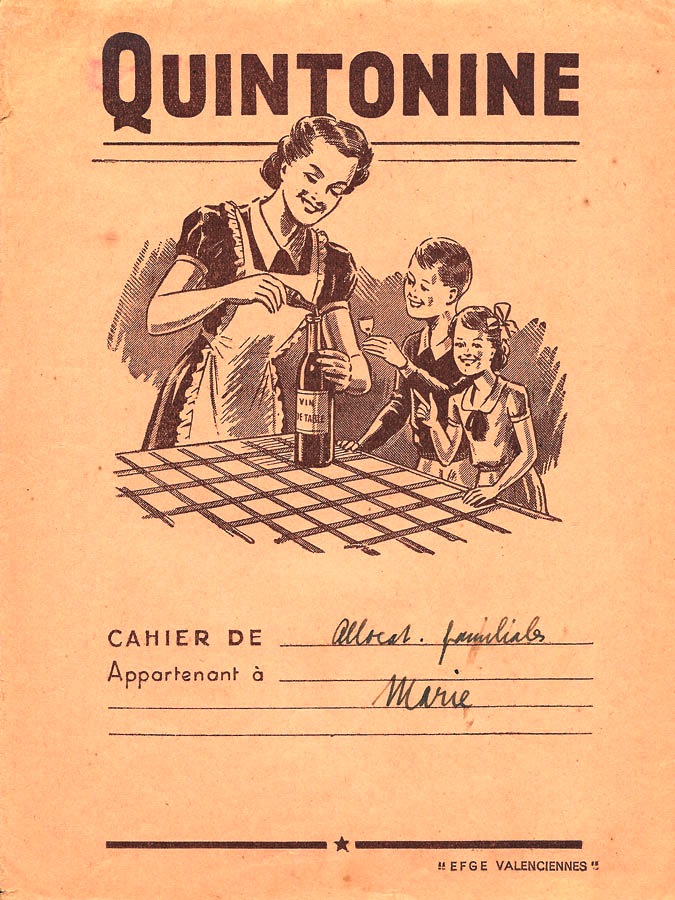 QUINTONINE
VIN
DE TABLE
CAHIER DE Allocat. familiales
Appartenant à
Marie
"EFGE VALENCIENNES"